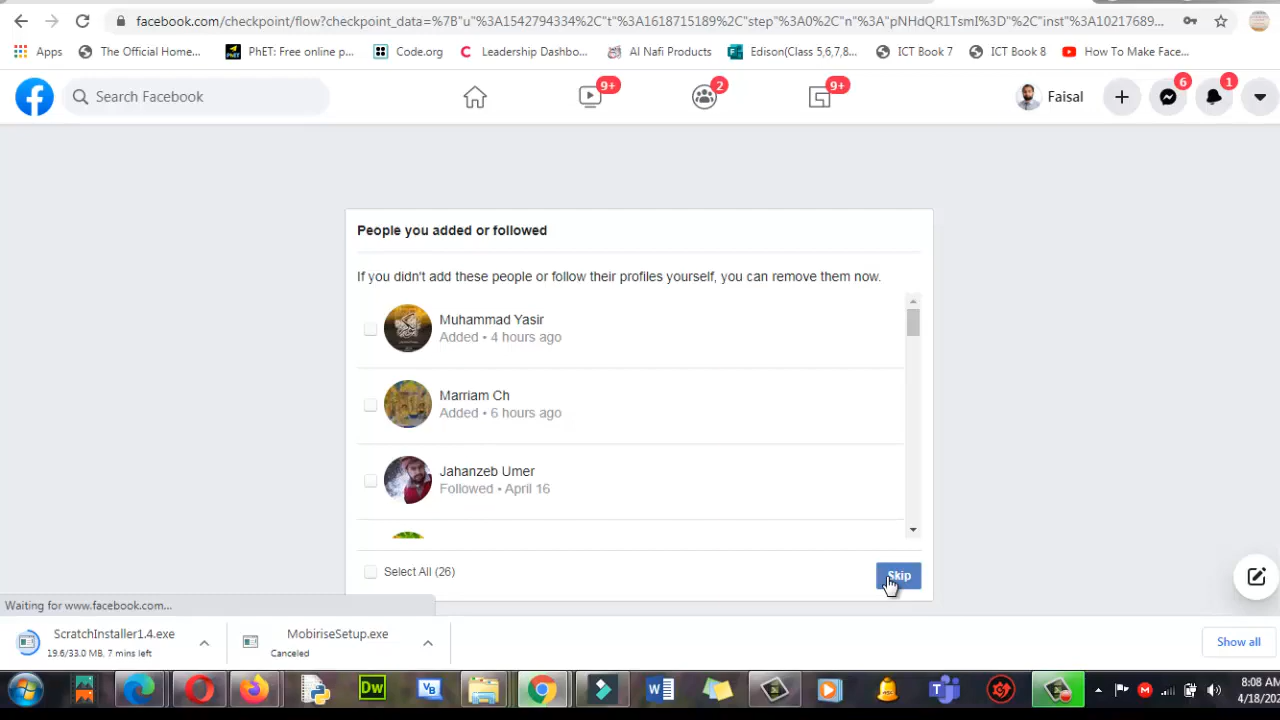 facebook.com/checkpoint/flow?checkpoint_data=%7B"u"%3A1542794334%2C"t"%3A1618715189%2C"step"%3A0%2C"n"%3A"pNHdQR1TsmI%3D"%2C"inst"%3A10217689...
Apps The Official Home... PhET: Free online p... Code.org Leadership Dashbo... Al Nafi Products Edison(Class 5,6,7,8... ICT Book 7 ICT Book 8 How To Make Face...
Search Facebook 9+ 2 9+ Faisal 6 1
People you added or followed
If you didn't add these people or follow their profiles yourself, you can remove them now.
Muhammad Yasir
Added • 4 hours ago
Marriam Ch
Added • 6 hours ago
Jahanzeb Umer
Followed • April 16
Select All (26) Skip
Waiting for www.facebook.com...
ScratchInstaller1.4.exe
19.6/33.0 MB, 7 mins left
MobiriseSetup.exe
Canceled
Show all
Dw VB
8:08 AM
4/18/20